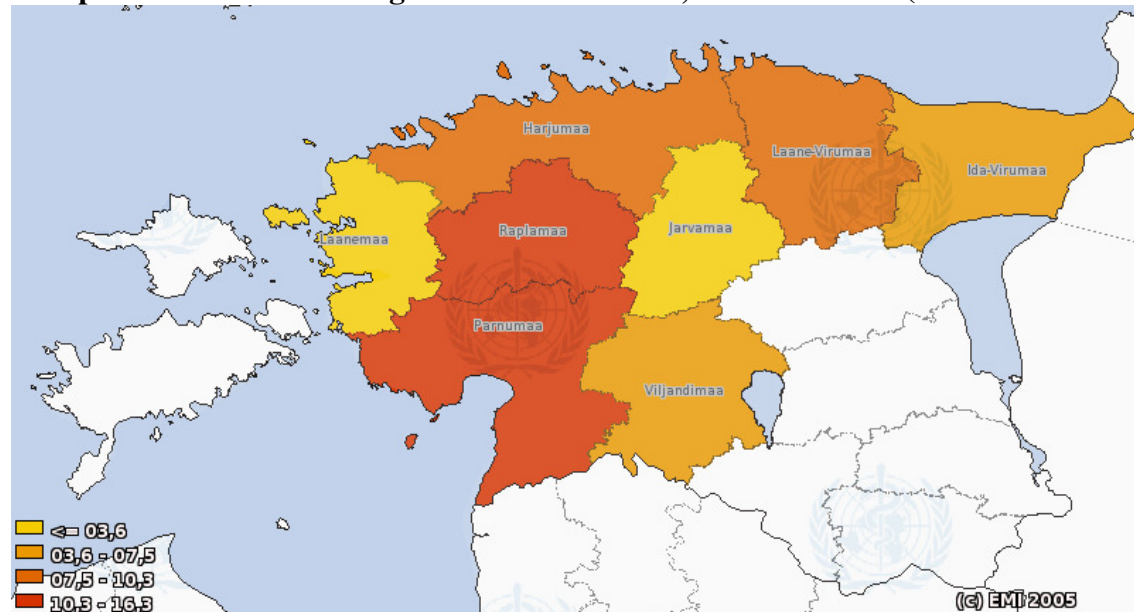 Harjumaa
Laane-Virumaa
Ida-Virumaa
Laanemaa
Raplamaa
Jarvamaa
Parnumaa
Viljandimaa
<= 03,6
03,6 - 07,5
07,5 - 10,3
10,3 - 16,3
(c) EMI 2005